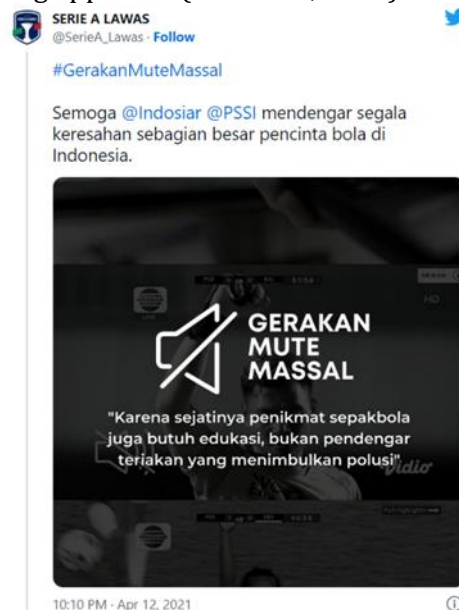 SERIE A LAWAS
@SerieA_Lawas · Follow
#GerakanMuteMassal
Semoga @Indosiar @PSSI mendengar segala
keresahan sebagian besar pencinta bola di
Indonesia.
HD
GERAKAN
MUTE
MASSAL
"Karena sejatinya penikmat sepakbola
juga butuh edukasi, bukan pendengar
teriakan yang menimbulkan polusi"
Vidio
10:10 PM · Apr 12, 2021